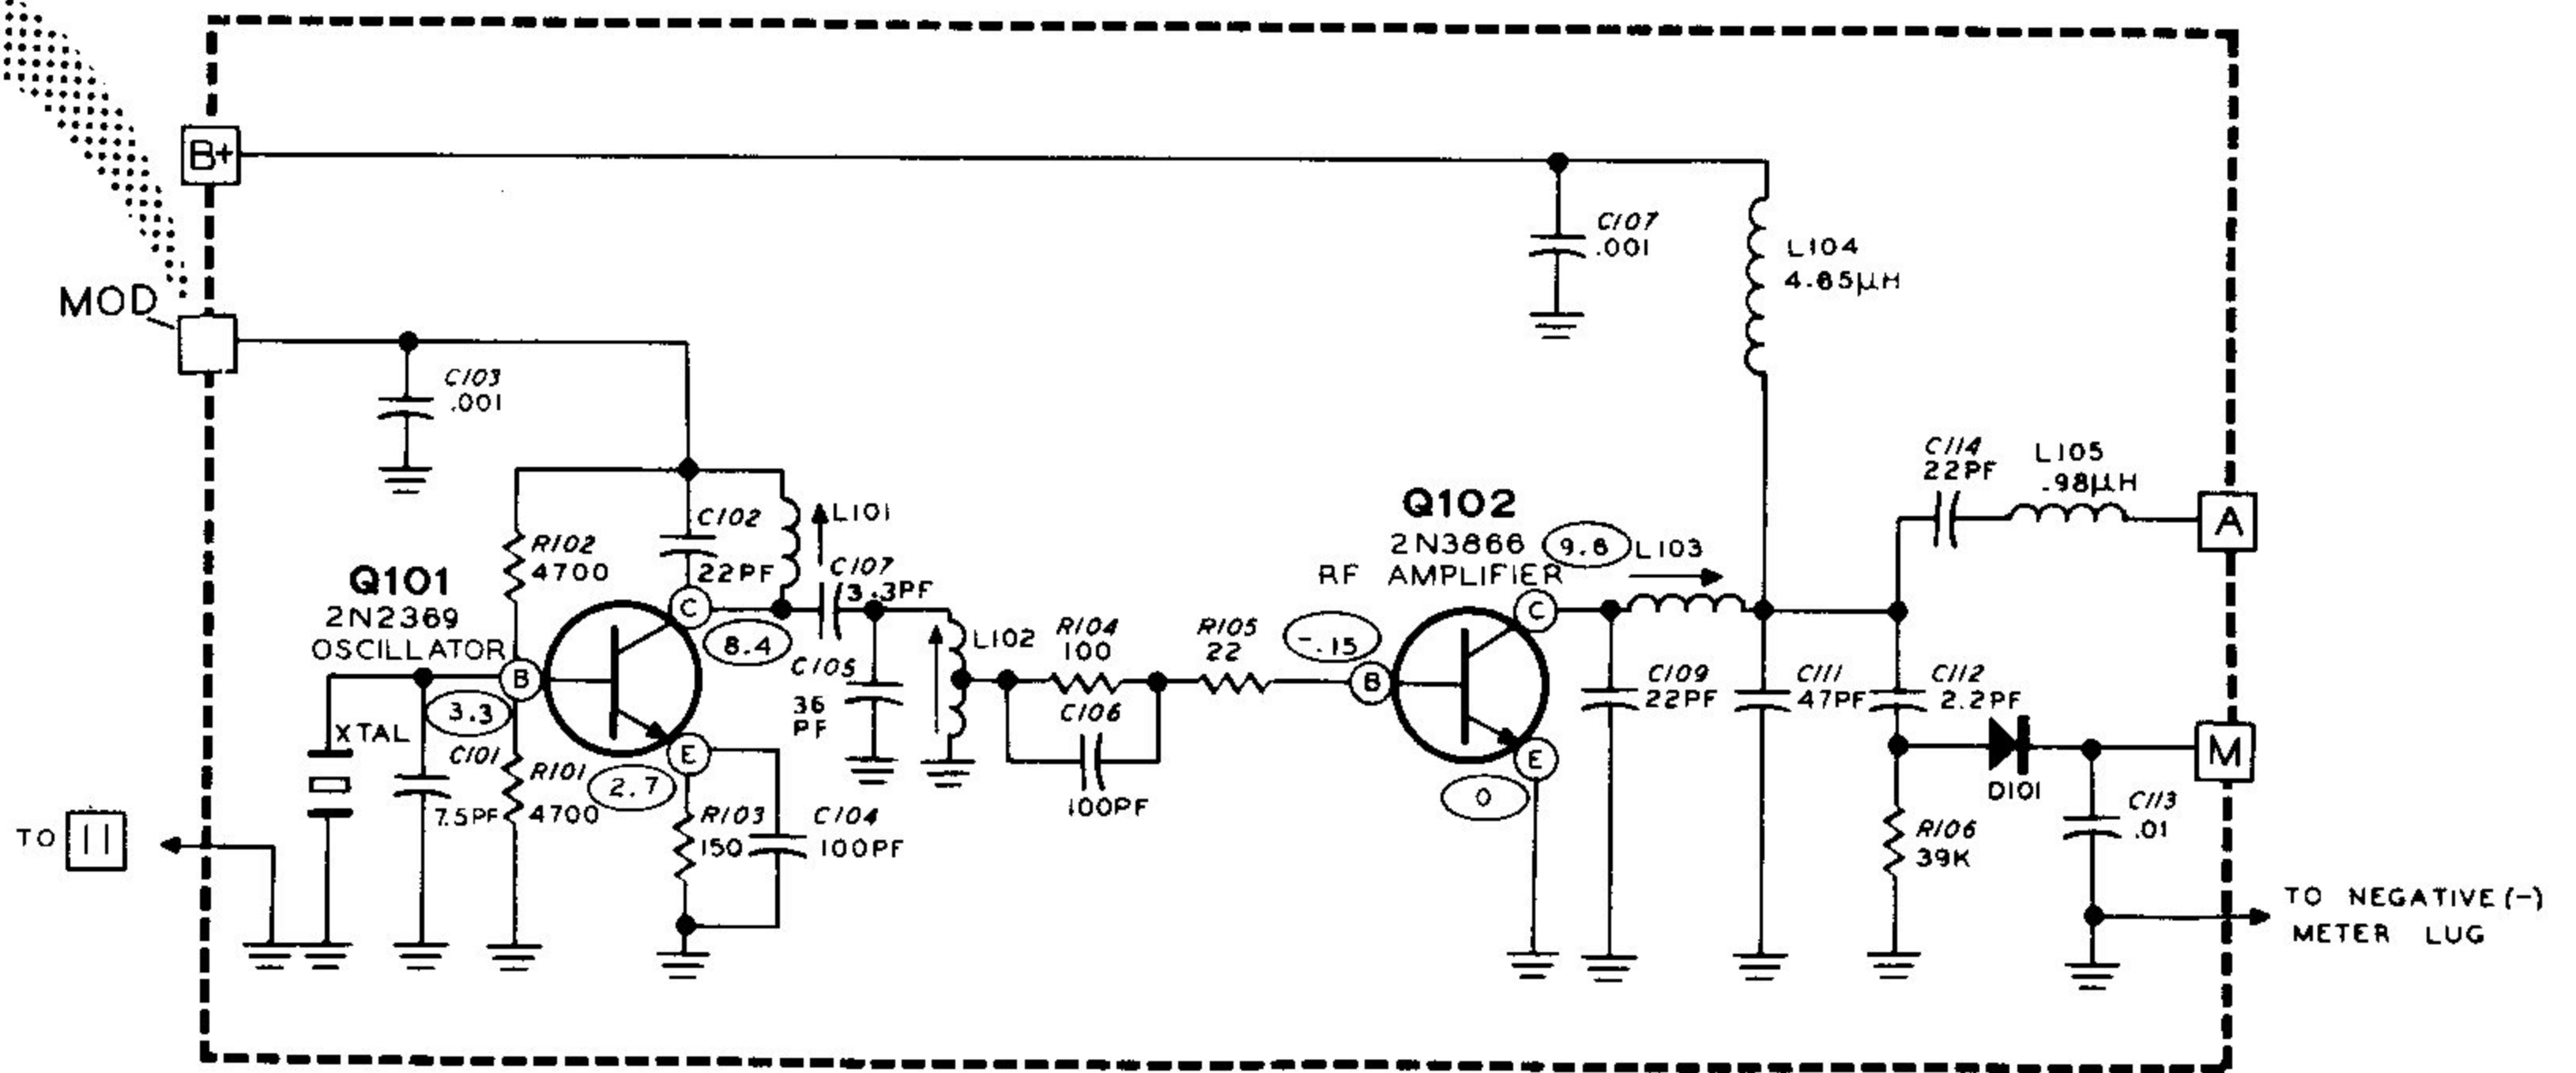 B+
C107
.001
L104
4.85μH
MOD
C103
.001
C114
22PF
L105
.98μH
A
C102
22PF
L101
R102
4700
Q101
2N2369
OSCILLATOR
C
8.4
C107
3.3PF
L102
R104
100
R105
22
-.15
Q102
2N3866
RF AMPLIFIER
9.8
L103
C
B
3.3
XTAL
C101
7.5PF
R101
4700
2.7
E
C105
36
PF
C106
100PF
B
E
0
C109
22PF
C111
47PF
C112
2.2PF
D101
M
R103
150
C104
100PF
R106
39K
C113
.01
TO 11
TO NEGATIVE (-)
METER LUG